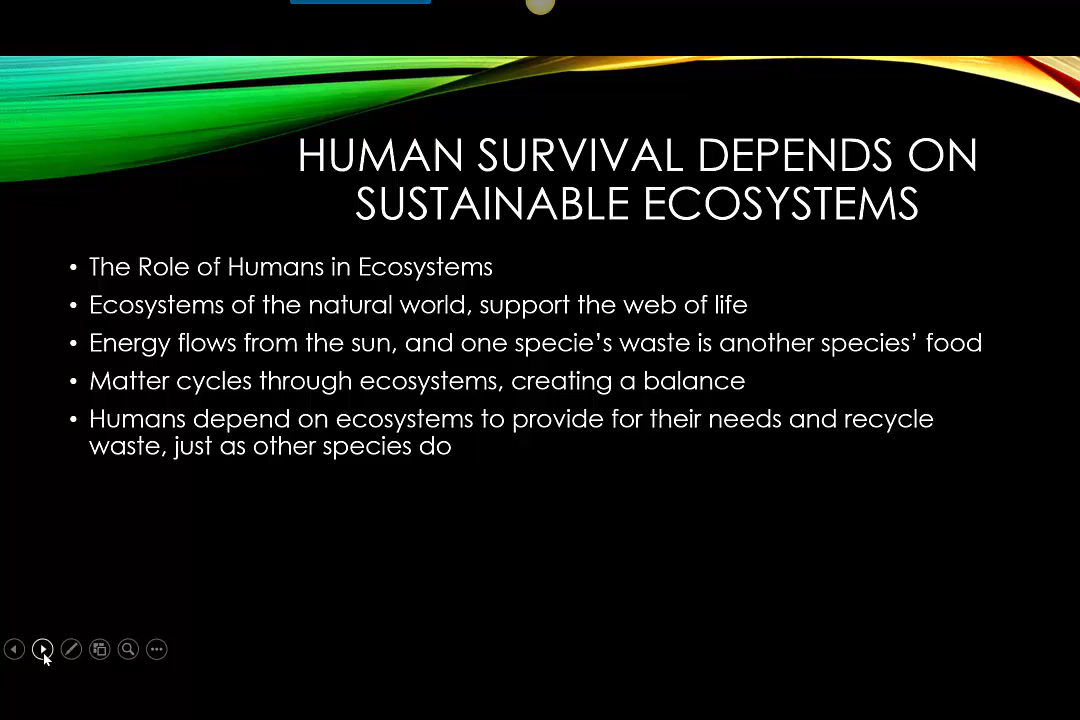 HUMAN SURVIVAL DEPENDS ON
SUSTAINABLE ECOSYSTEMS
• The Role of Humans in Ecosystems
• Ecosystems of the natural world, support the web of life
• Energy flows from the sun, and one specie’s waste is another species’ food
• Matter cycles through ecosystems, creating a balance
• Humans depend on ecosystems to provide for their needs and recycle
waste, just as other species do